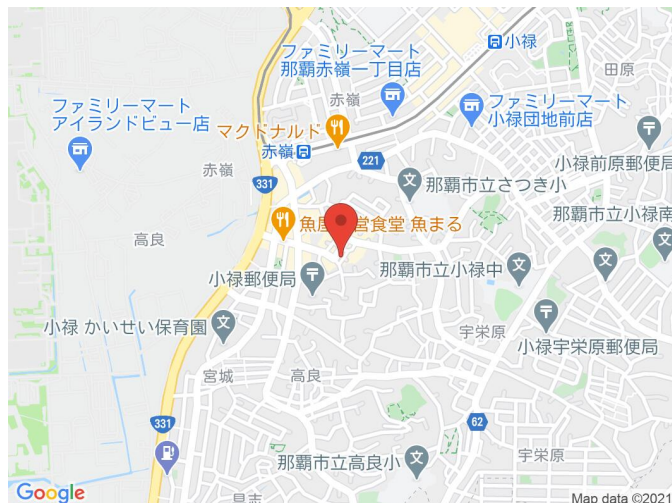 小禄
ファミリーマート
那覇赤嶺一丁目店
田原
赤嶺
ファミリーマート
小禄団地前店
ファミリーマート
アイランドビュー店
マクドナルド
赤嶺
221
小禄前原郵便局
赤嶺
331
那覇市立さつき小
那覇市立小禄南
高良
小禄郵便局
那覇市立小禄中
小禄 かいせい保育園
宇栄原
小禄宇栄原郵便局
宮城
高良
331
62
那覇市立高良小
宇栄原
Google
Map data ©2021